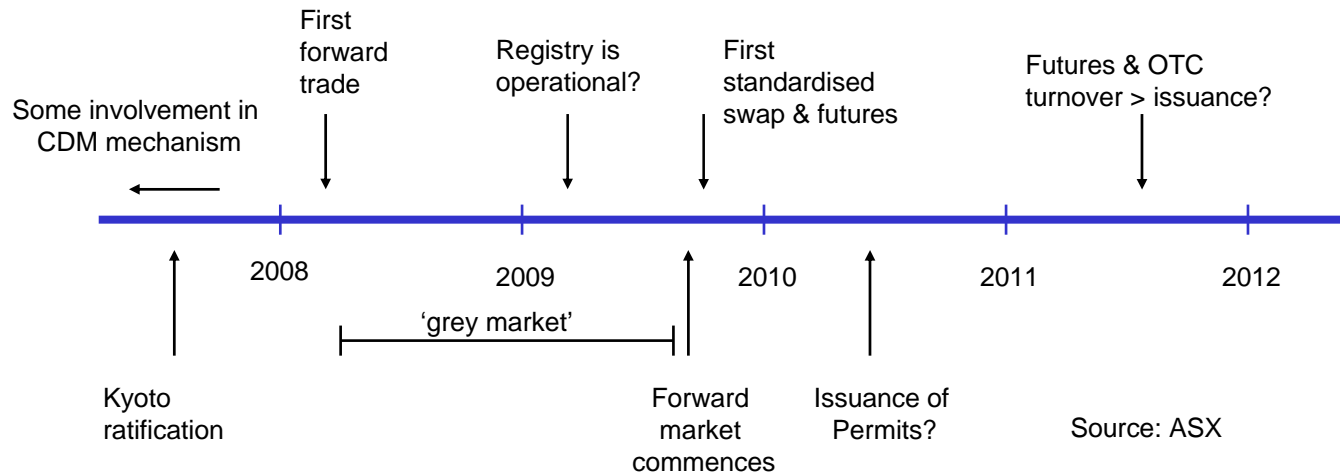 First
forward
trade
Registry is
operational?
First
standardised
swap & futures
Futures & OTC
turnover > issuance?
Some involvement in
CDM mechanism
2008
2009
2010
2011
2012
‘grey market’
Kyoto
ratification
Forward
market
commences
Issuance of
Permits?
Source: ASX